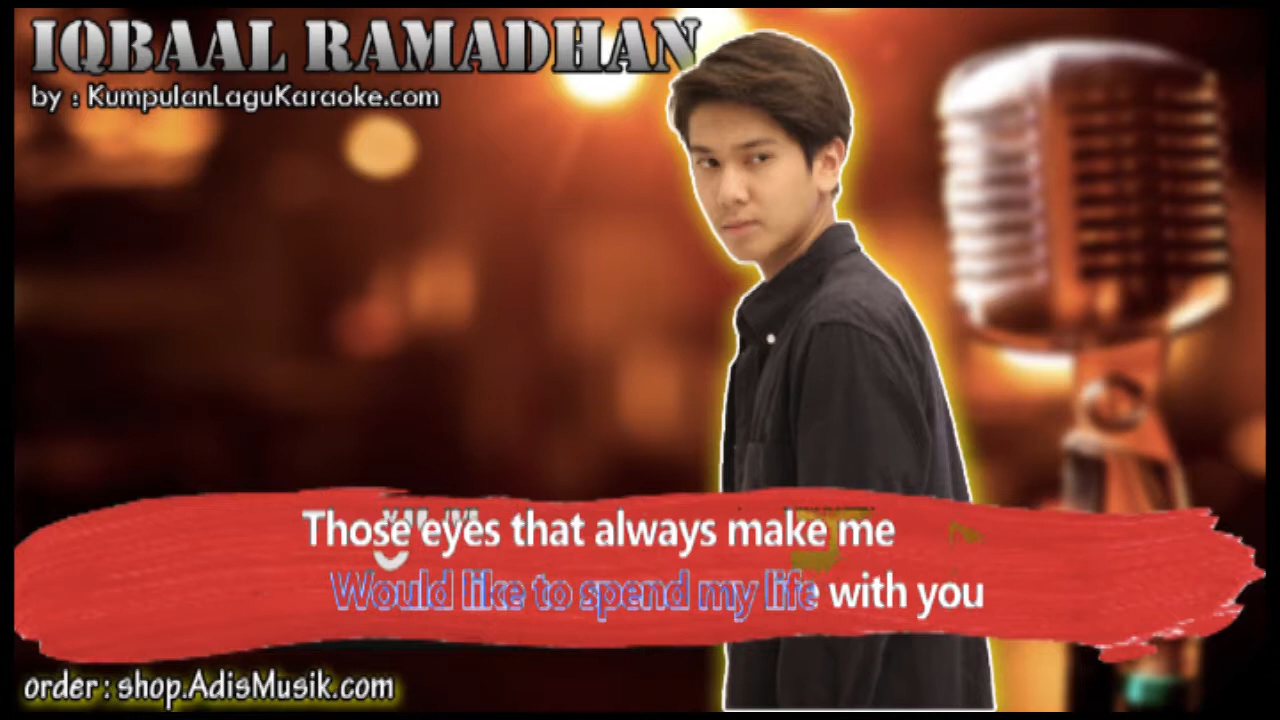 IQBAAL RAMADHAN
by : KumpulanLaguKaraoke.com
Those eyes that always make me
Would like to spend my life with you
order : shop.AdisMusik.com